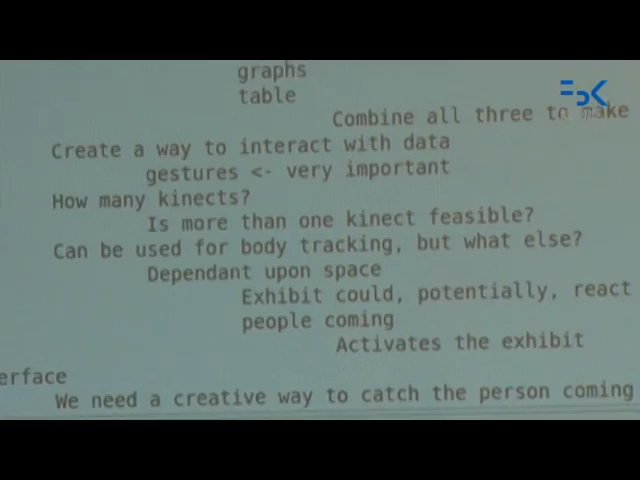 graphs
table
Combine all three to make
Create a way to interact with data
gestures <- very important
How many kinects?
Is more than one kinect feasible?
Can be used for body tracking, but what else?
Dependant upon space
Exhibit could, potentially, react
people coming
Activates the exhibit
erface
We need a creative way to catch the person coming